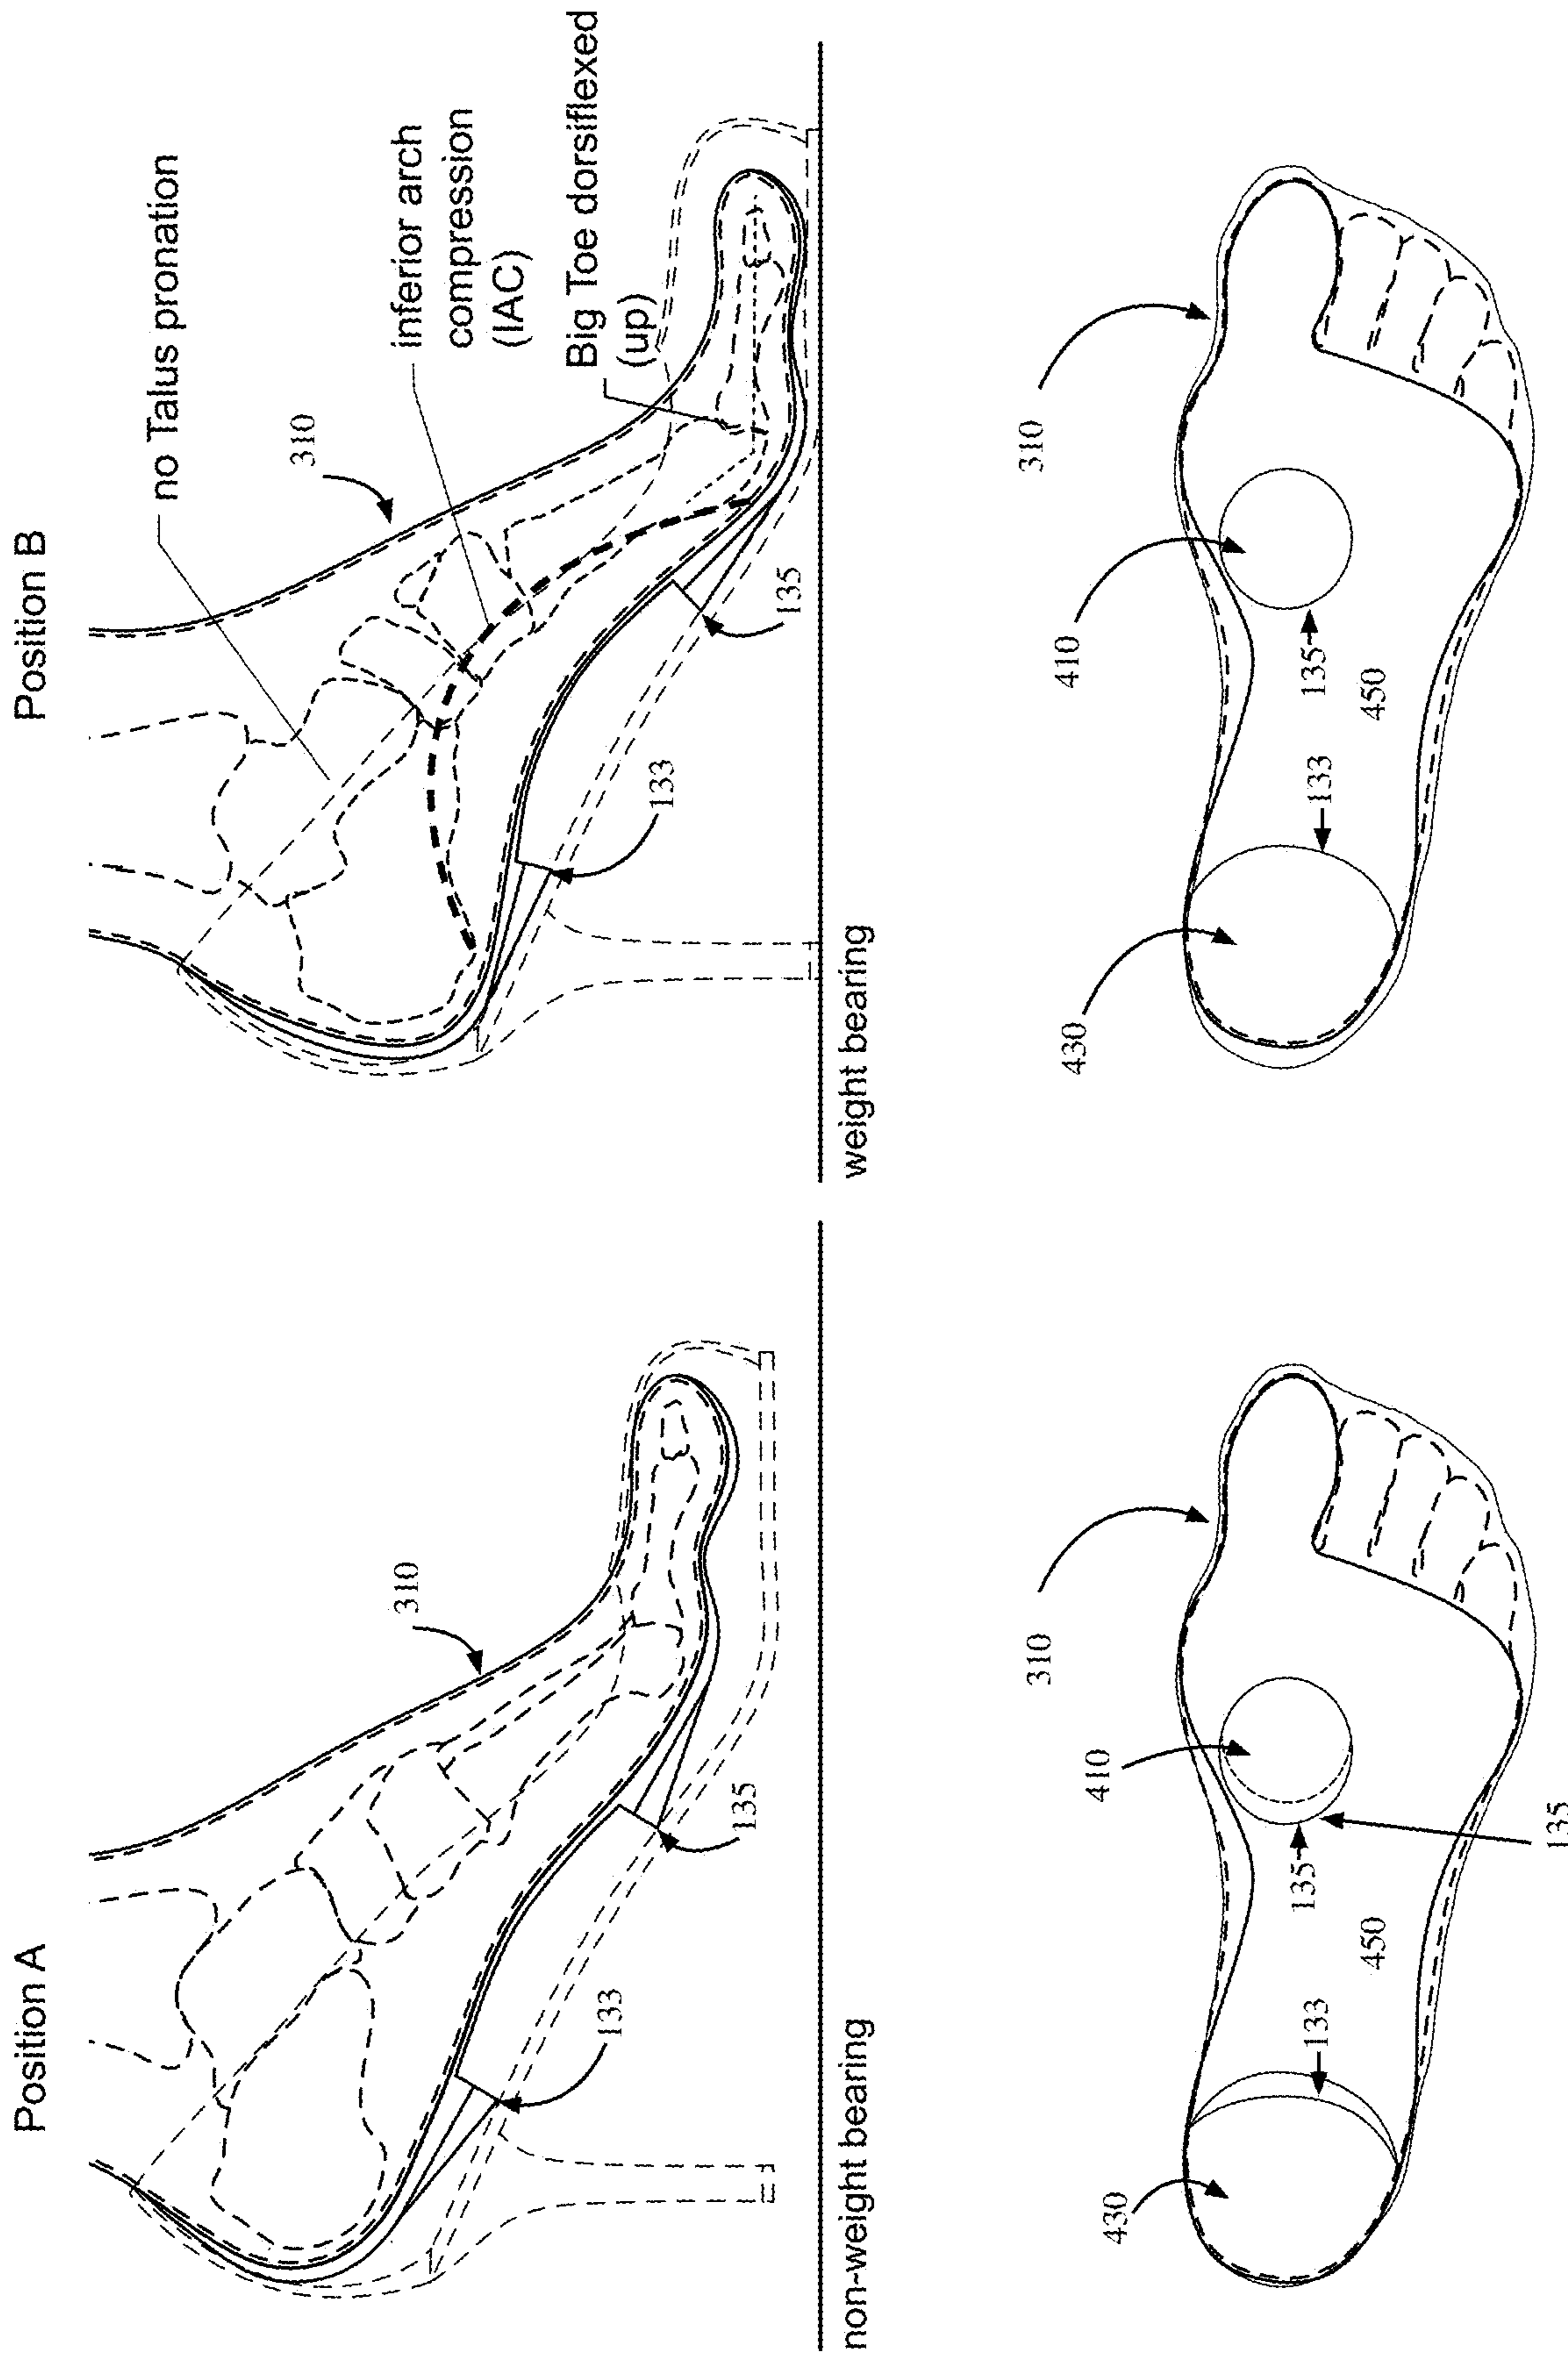 Position A
310
135
133
non-weight bearing
310
410
135
135
450
133
430
Position B
no Talus pronation
310
inferior arch
compression
(IAC)
Big Toe dorsiflexed
(up)
135
133
weight bearing
310
410
135
450
133
430